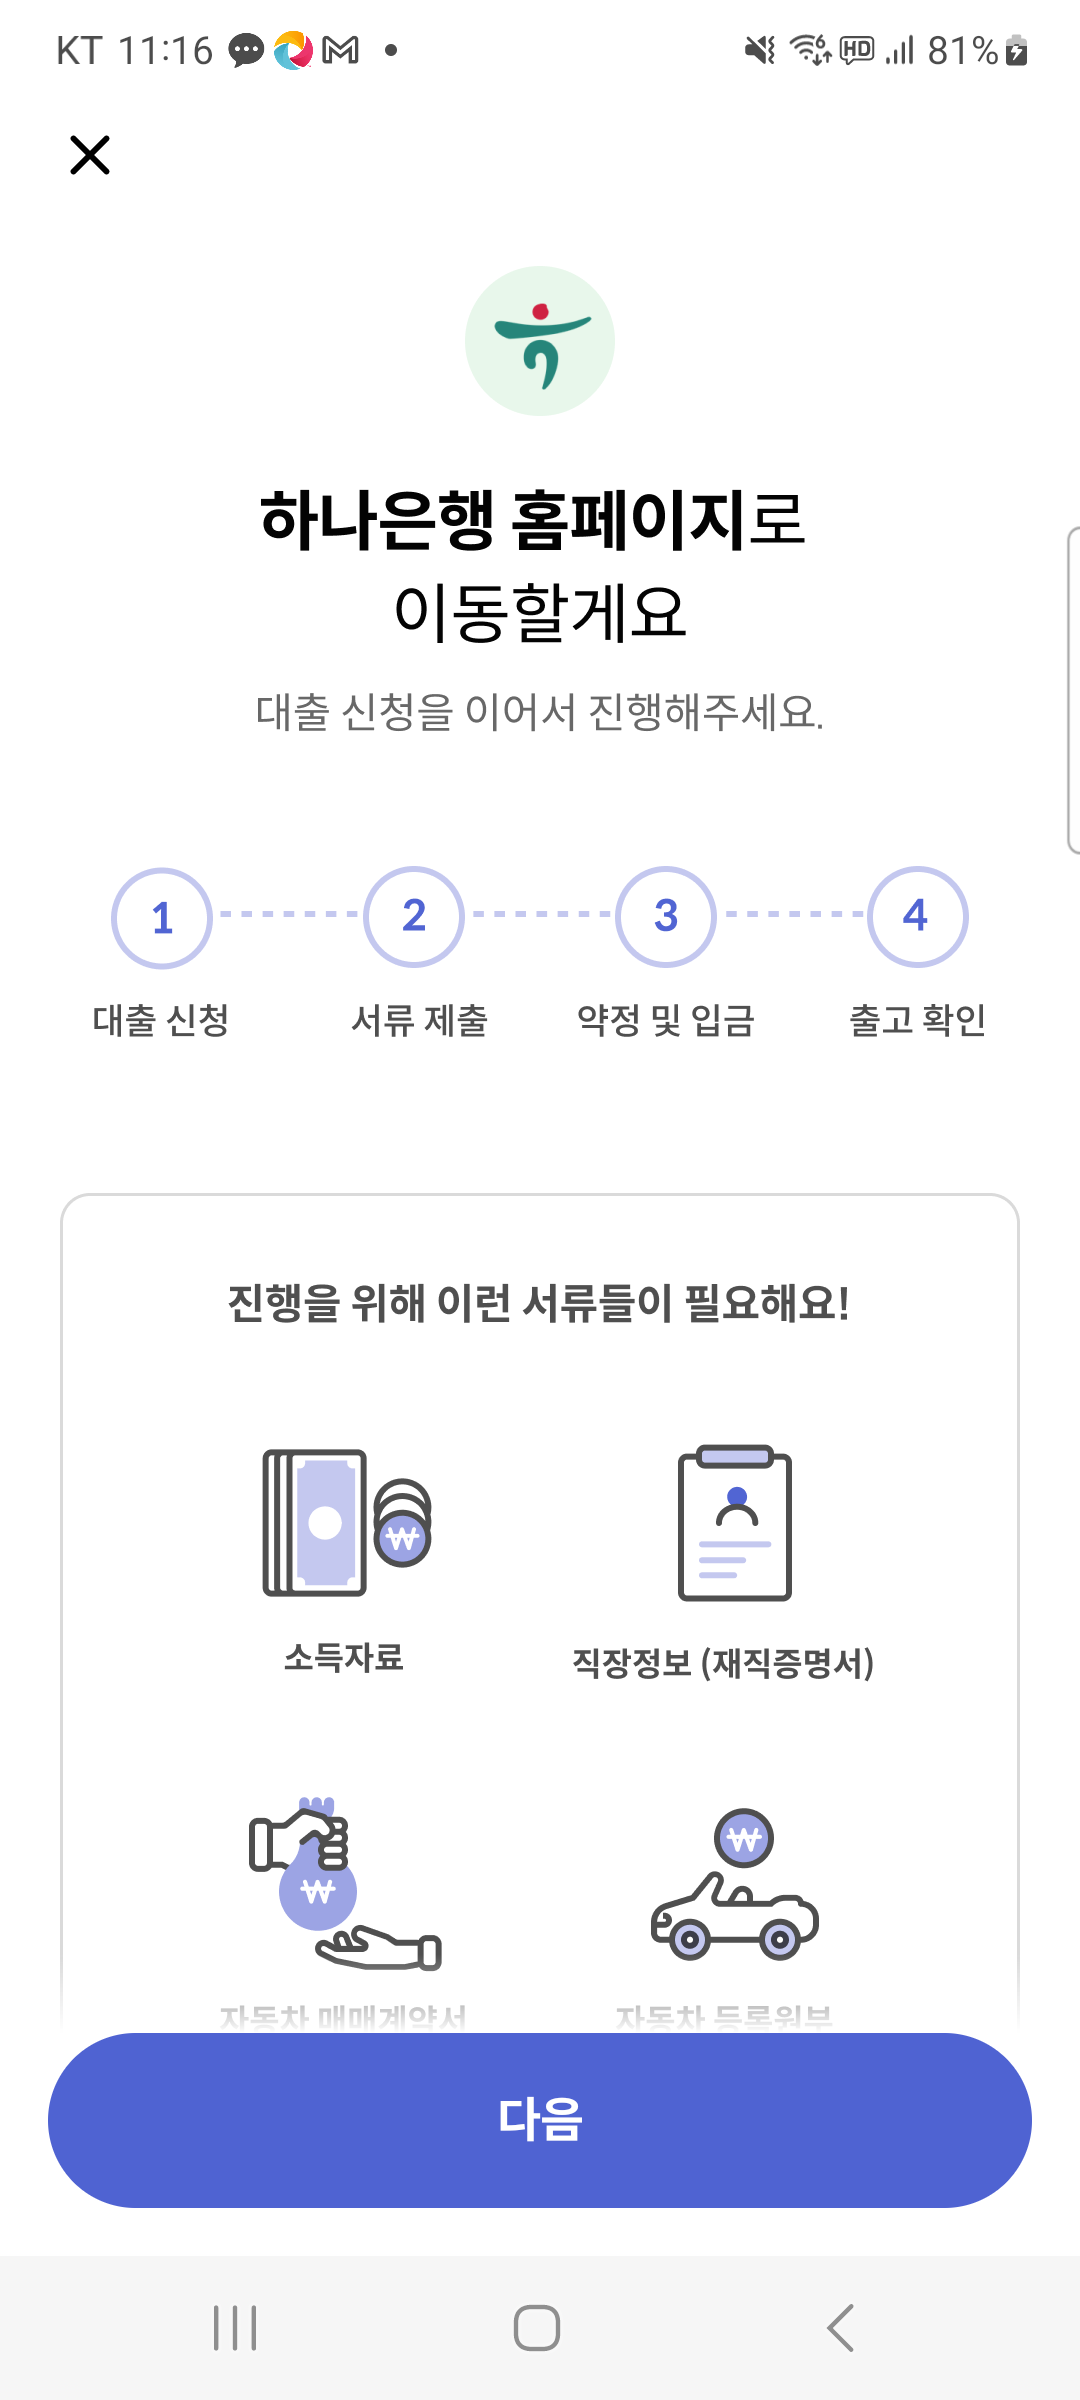 KT 11:16
HD 81%
하나은행 홈페이지로
이동할게요
대출 신청을 이어서 진행해주세요.
1 2 3 4
대출 신청 서류 제출 약정 및 입금 출고 확인
진행을 위해 이런 서류들이 필요해요!
소득자료 직장정보 (재직증명서)
자동차 매매계약서 자동차 등록원부
다음